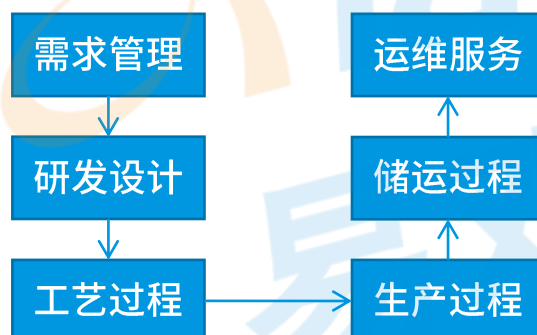 需求管理
研发设计
工艺过程
生产过程
储运过程
运维服务